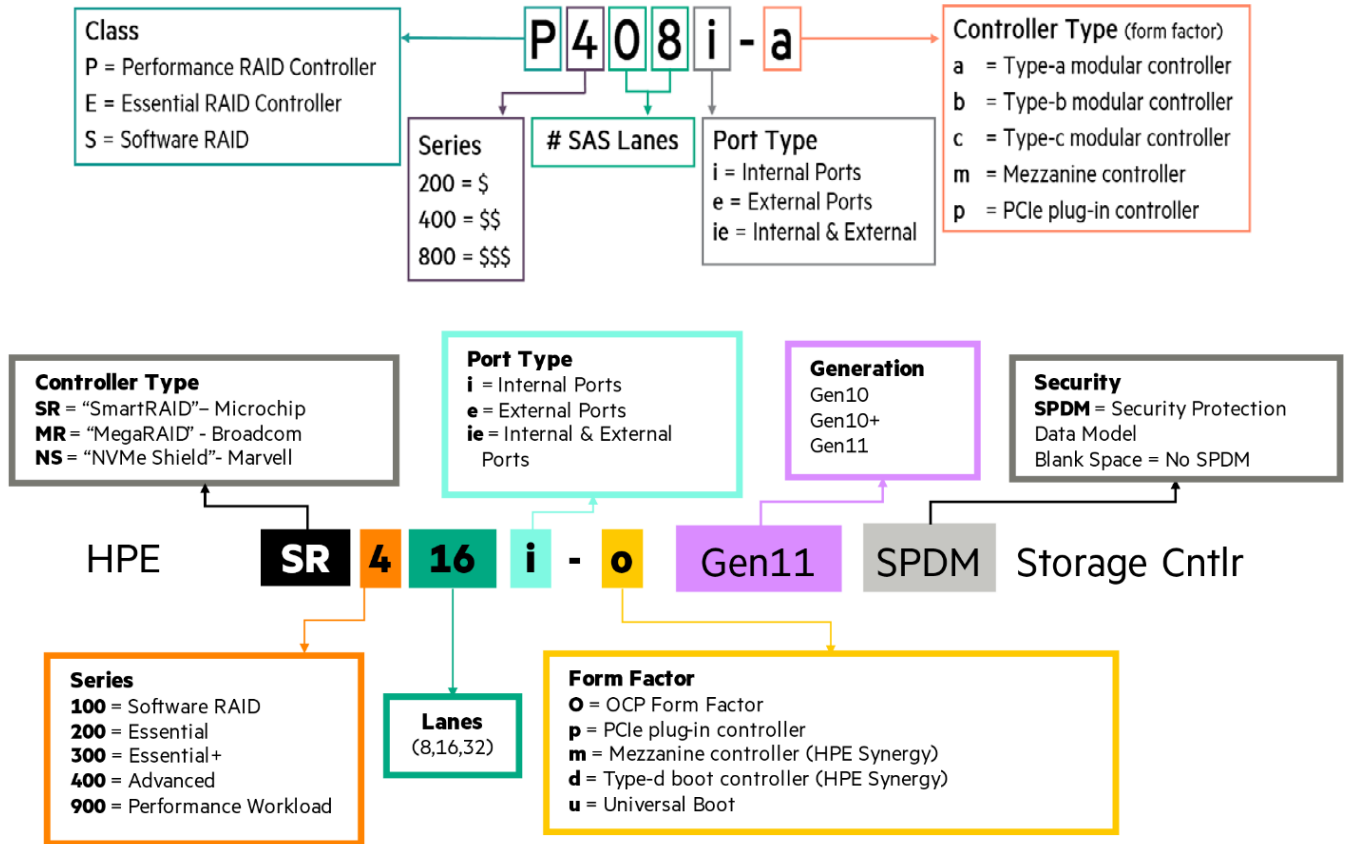 P 4 0 8 i - a
Class
P = Performance RAID Controller
E = Essential RAID Controller
S = Software RAID
Series
200 = $
400 = $$
800 = $$$
# SAS Lanes
Port Type
i = Internal Ports
e = External Ports
ie = Internal & External
Controller Type (form factor)
a = Type-a modular controller
b = Type-b modular controller
c = Type-c modular controller
m = Mezzanine controller
p = PCIe plug-in controller
Controller Type
SR = “SmartRAID”– Microchip
MR = “MegaRAID” - Broadcom
NS = “NVMe Shield”- Marvell
Port Type
i = Internal Ports
e = External Ports
ie = Internal & External
Ports
Generation
Gen10
Gen10+
Gen11
Security
SPDM = Security Protection
Data Model
Blank Space = No SPDM
HPE SR 4 16 i - o Gen11 SPDM Storage Cntlr
Series
100 = Software RAID
200 = Essential
300 = Essential+
400 = Advanced
900 = Performance Workload
Lanes
(8,16,32)
Form Factor
O = OCP Form Factor
p = PCIe plug-in controller
m = Mezzanine controller (HPE Synergy)
d = Type-d boot controller (HPE Synergy)
u = Universal Boot